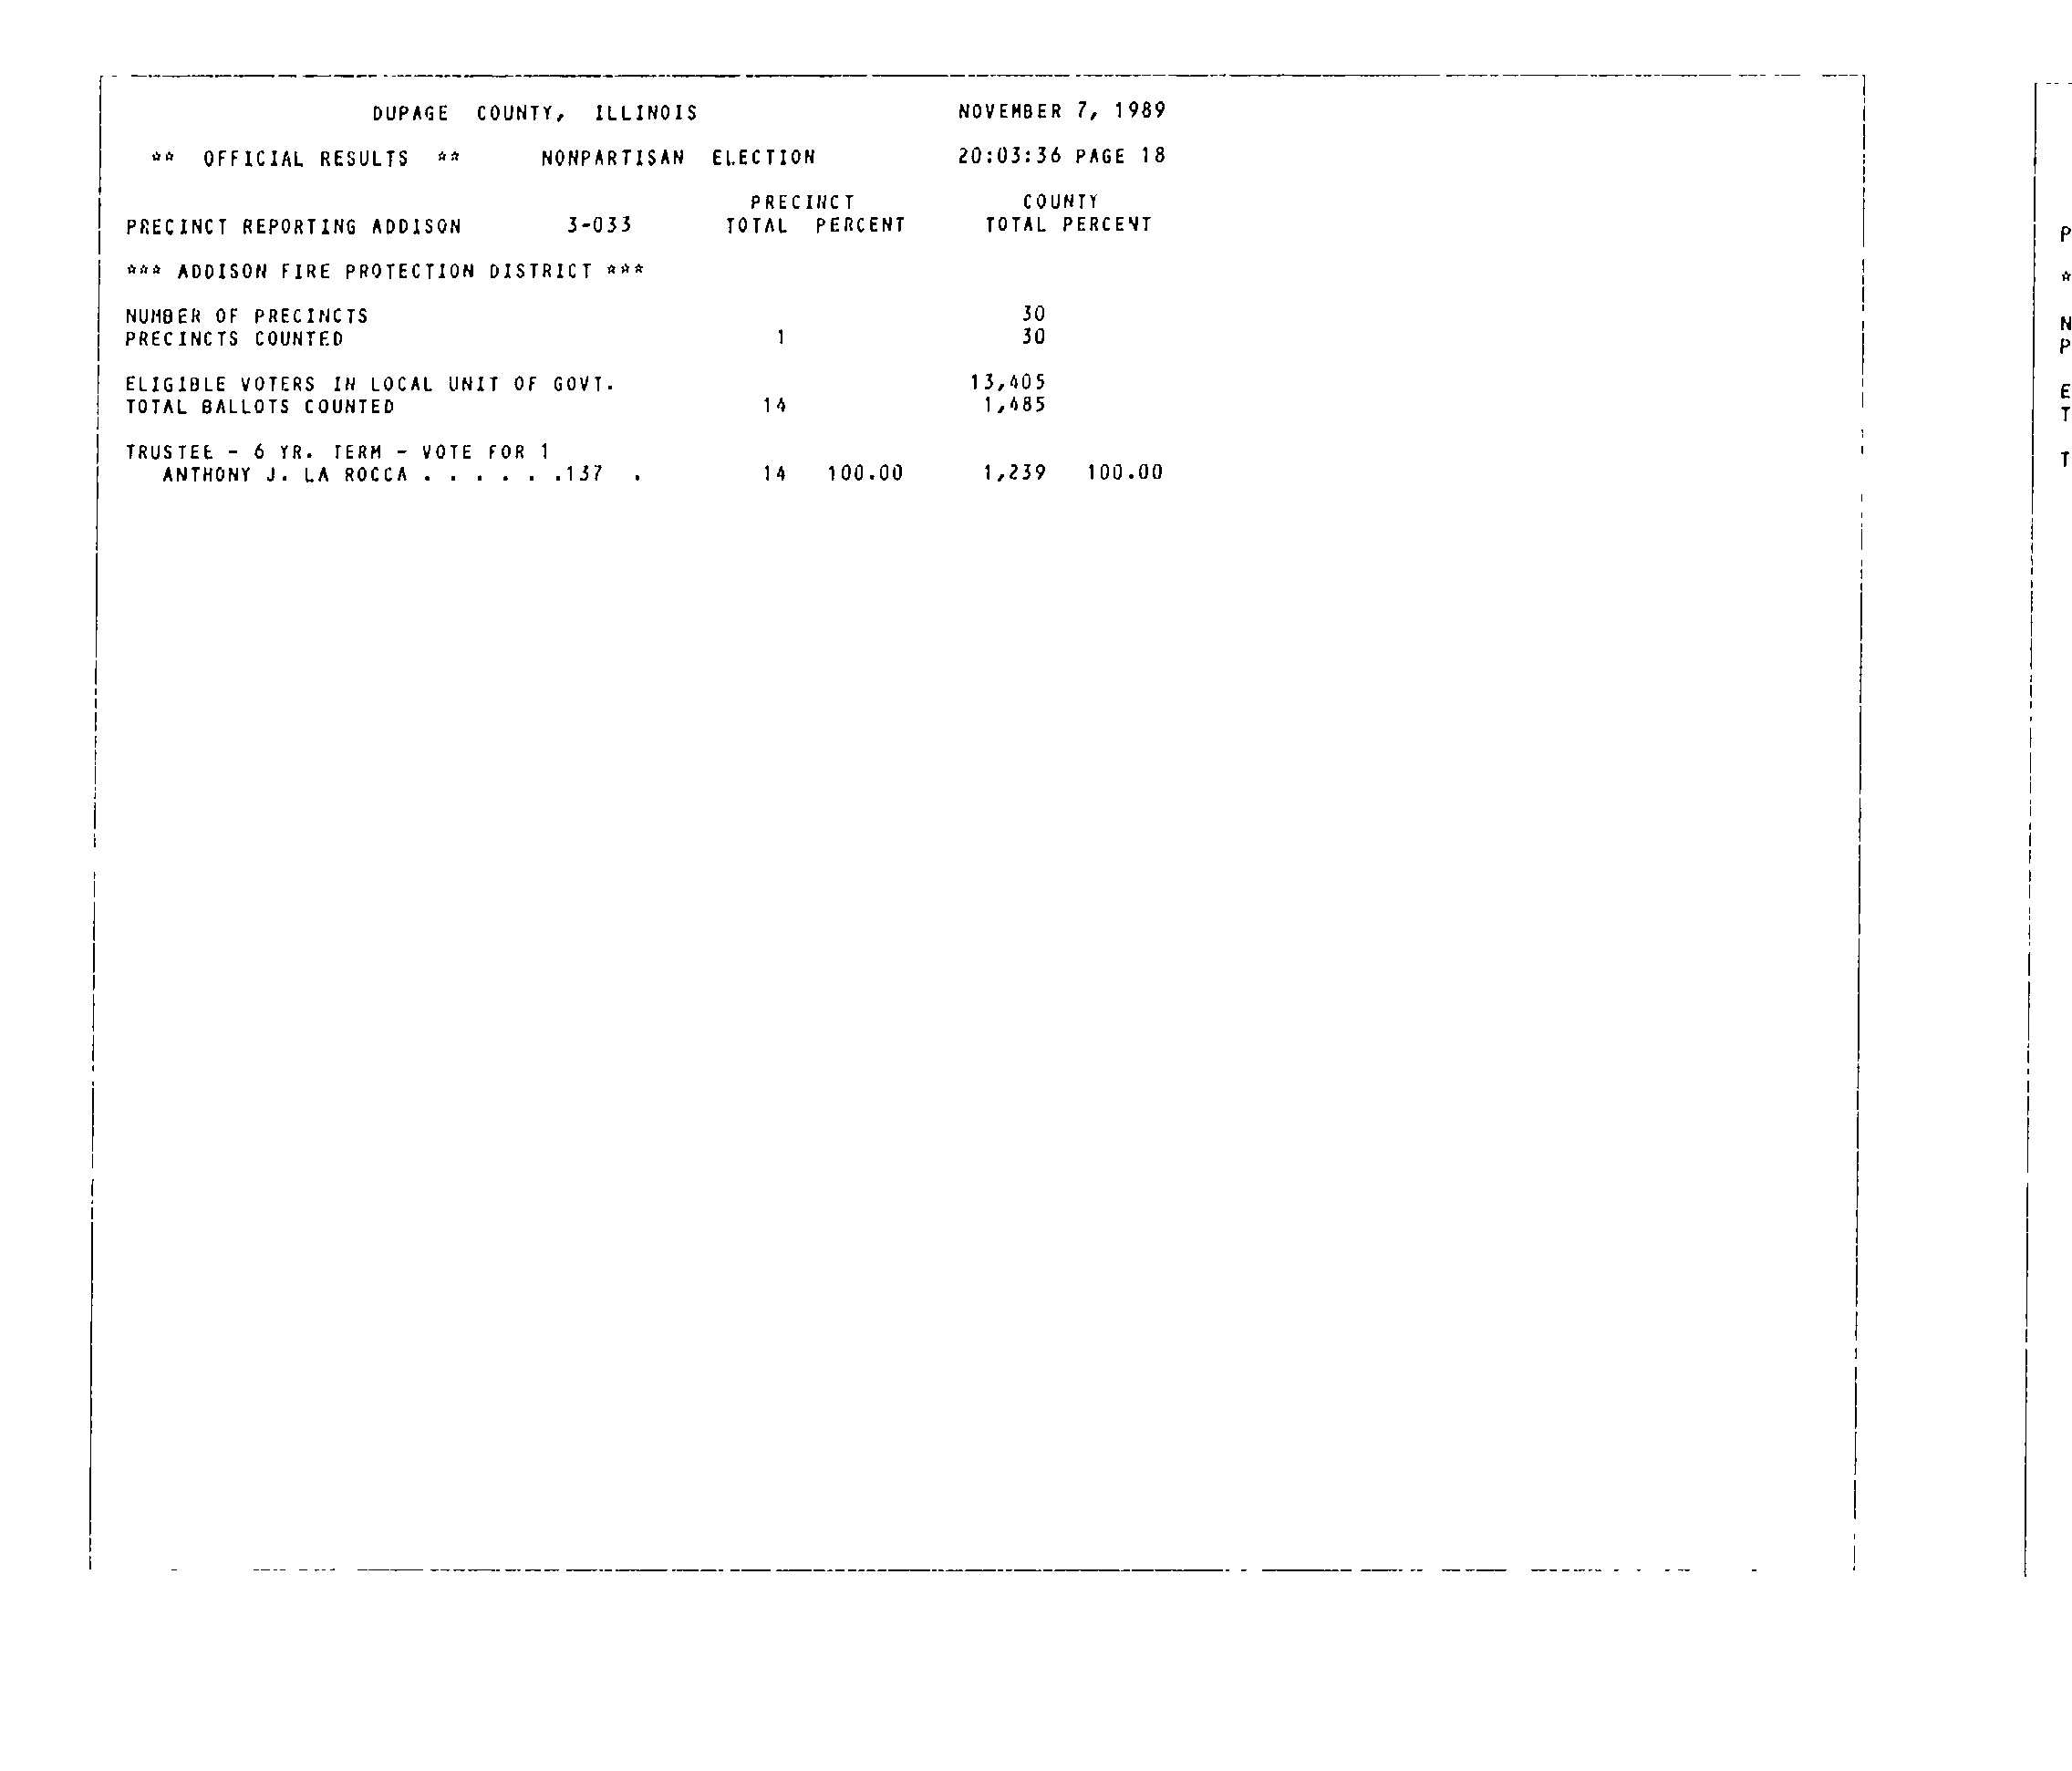 DUPAGE COUNTY, ILLINOIS NOVEMBER 7, 1989
** OFFICIAL RESULTS ** NONPARTISAN ELECTION 20:03:36 PAGE 18
PRECINCT COUNTY
PRECINCT REPORTING ADDISON 3-033 TOTAL PERCENT TOTAL PERCENT
*** ADDISON FIRE PROTECTION DISTRICT ***
NUMBER OF PRECINCTS 30
PRECINCTS COUNTED 1 30
ELIGIBLE VOTERS IN LOCAL UNIT OF GOVT. 13,405
TOTAL BALLOTS COUNTED 14 1,485
TRUSTEE - 6 YR. TERM - VOTE FOR 1
ANTHONY J. LA ROCCA . . . . . .137 . 14 100.00 1,239 100.00
P
*
N
P
E
T
T